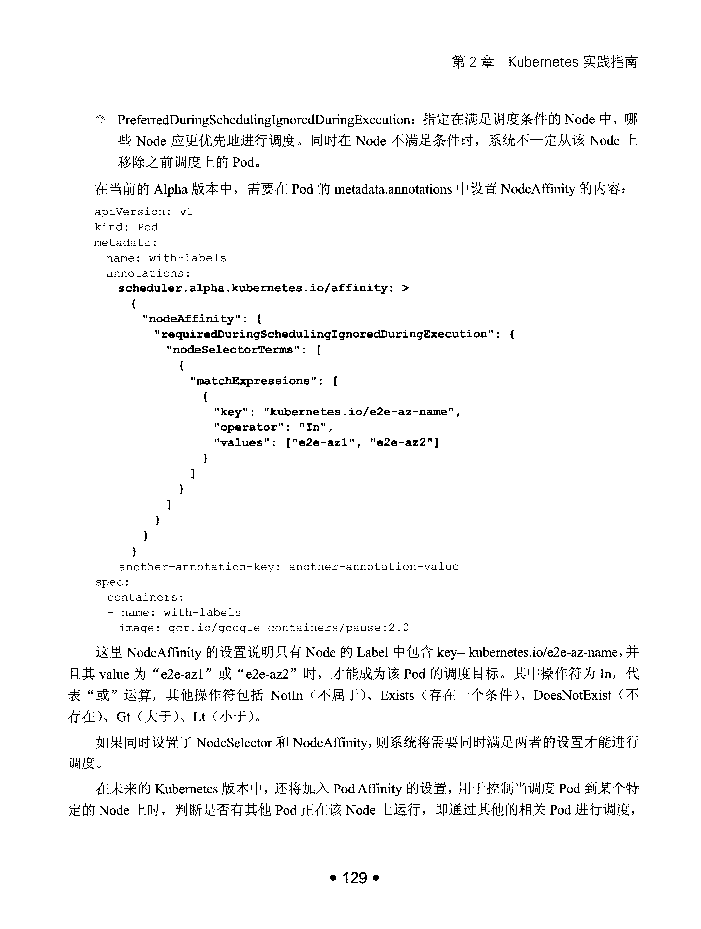 第 2 章 Kubernetes 实践指南
PreferredDuringSchedulingIgnoredDuringExecution：指定在满足调度条件的 Node 中，哪
些 Node 应更优先地进行调度。同时在 Node 不满足条件时，系统不一定从该 Node 上
移除之前调度上的 Pod。
在当前的 Alpha 版本中，需要在 Pod 的 metadata.annotations 中设置 NodeAffinity 的内容：
apiVersion: v1
kind: Pod
metadata:
name: with-labels
annotations:
scheduler.alpha.kubernetes.io/affinity: >
{
"nodeAffinity": {
"requiredDuringSchedulingIgnoredDuringExecution": {
"nodeSelectorTerms": [
{
"matchExpressions": [
{
"key": "kubernetes.io/e2e-az-name",
"operator": "In",
"values": ["e2e-az1", "e2e-az2"]
}
]
}
]
}
}
}
another-annotation-key: another-annotation-value
spec:
containers:
- name: with-labels
image: gcr.io/google_containers/pause:2.0
这里 NodeAffinity 的设置说明只有 Node 的 Label 中包含 key=kubernetes.io/e2e-az-name，并
且其 value 为“e2e-az1”或“e2e-az2”时，才能成为该 Pod 的调度目标。其中操作符为 In，代
表“或”运算，其他操作符包括 NotIn（不属于）、Exists（存在一个条件）、DoesNotExist（不
存在）、Gt（大于）、Lt（小于）。
如果同时设置了 NodeSelector 和 NodeAffinity，则系统将需要同时满足两者的设置才能进行
调度。
在未来的 Kubernetes 版本中，还将加入 Pod Affinity 的设置，用于控制当调度 Pod 到某个特
定的 Node 上时，判断是否有其他 Pod 正在该 Node 上运行，即通过其他的相关 Pod 进行调度，
• 129 •